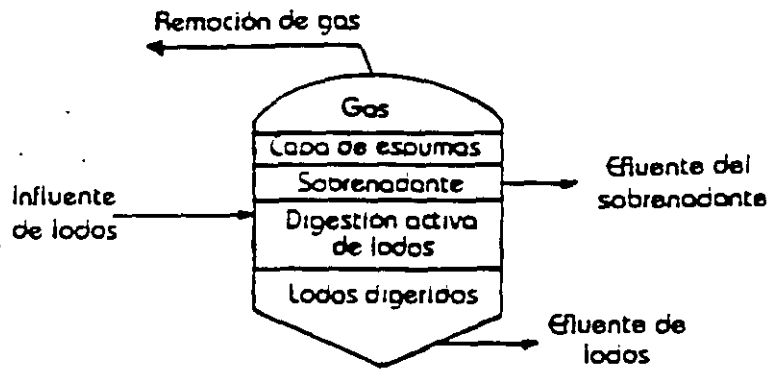 Remoción de gas
Gas
Capa de espumas
Sobrenadante
Efluente del
sobrenadante
Influente
de lodos
Digestión activa
de lodos
Lodos digeridos
Efluente de
lodos